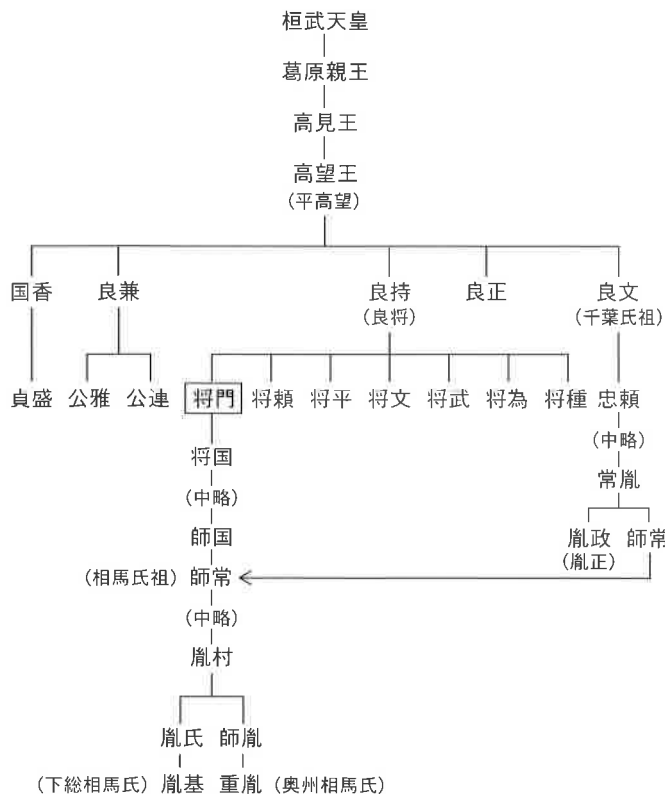 桓武天皇
葛原親王
高見王
高望王
(平高望)
国香 良兼 良持 良正 良文
(良将) (千葉氏祖)
貞盛 公雅 公連 将門 将頼 将平 将文 将武 将為 将種 忠頼
(中略)
将国
常胤
(中略)
師国
胤政 師常
(胤正)
(相馬氏祖) 師常
(中略)
胤村
胤氏 師胤
(下総相馬氏) 胤基 重胤 (奥州相馬氏)